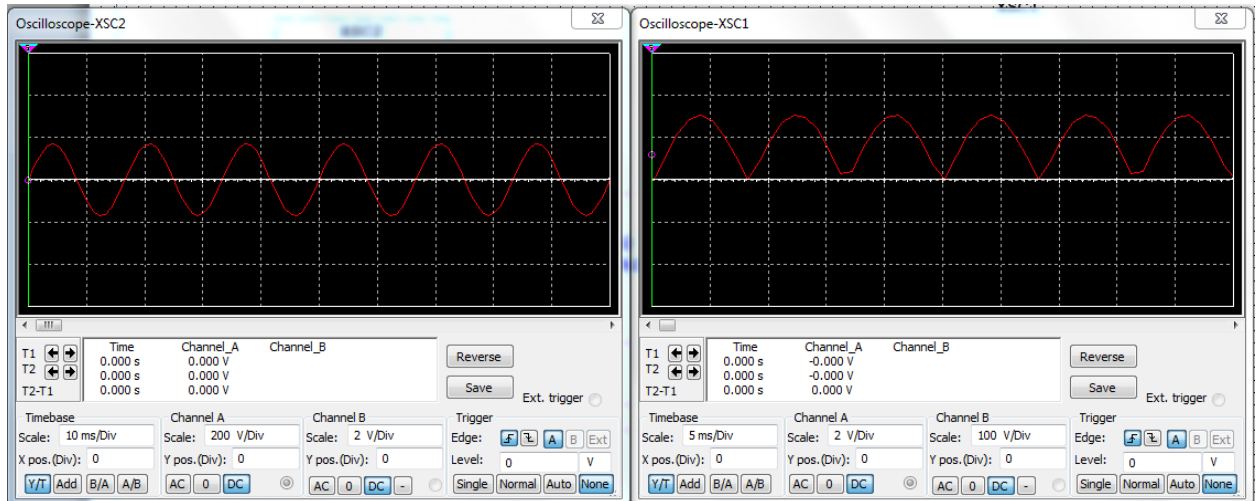 Oscilloscope-XSC2
XSC2
T1
T2
T2-T1
Time Channel_A Channel_B
0.000 s 0.000 V
0.000 s 0.000 V
0.000 s 0.000 V
Reverse
Save
Ext. trigger
Timebase
Scale: 10 ms/Div
X pos.(Div): 0
Y/T Add B/A A/B
Channel A
Scale: 200 V/Div
Y pos.(Div): 0
AC 0 DC
Channel B
Scale: 2 V/Div
Y pos.(Div): 0
AC 0 DC -
Trigger
Edge: A B Ext
Level: 0 V
Single Normal Auto None
Oscilloscope-XSC1
T1
T2
T2-T1
Time Channel_A Channel_B
0.000 s -0.000 V
0.000 s -0.000 V
0.000 s 0.000 V
Reverse
Save
Ext. trigger
Timebase
Scale: 5 ms/Div
X pos.(Div): 0
Y/T Add B/A A/B
Channel A
Scale: 2 V/Div
Y pos.(Div): 0
AC 0 DC
Channel B
Scale: 100 V/Div
Y pos.(Div): 0
AC 0 DC -
Trigger
Edge: A B Ext
Level: 0 V
Single Normal Auto None